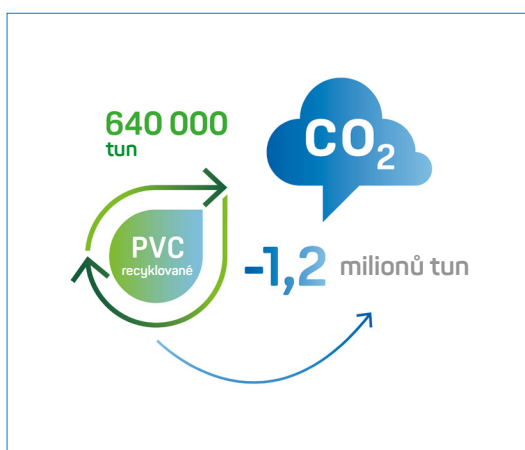 640 000
tun
CO₂
PVC
recyklované
-1,2 milionů tun